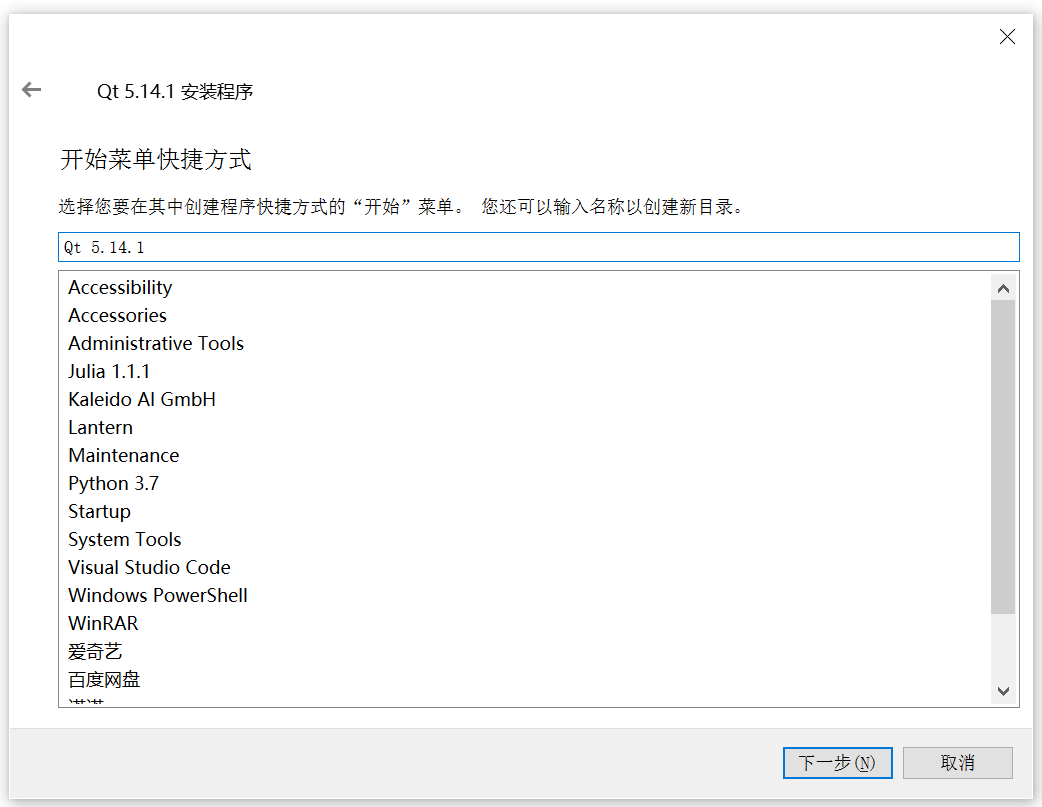 Qt 5.14.1 安装程序
开始菜单快捷方式
选择您要在其中创建程序快捷方式的“开始”菜单。 您还可以输入名称以创建新目录。
Qt 5.14.1
Accessibility
Accessories
Administrative Tools
Julia 1.1.1
Kaleido AI GmbH
Lantern
Maintenance
Python 3.7
Startup
System Tools
Visual Studio Code
Windows PowerShell
WinRAR
爱奇艺
百度网盘
下一步(N)
取消